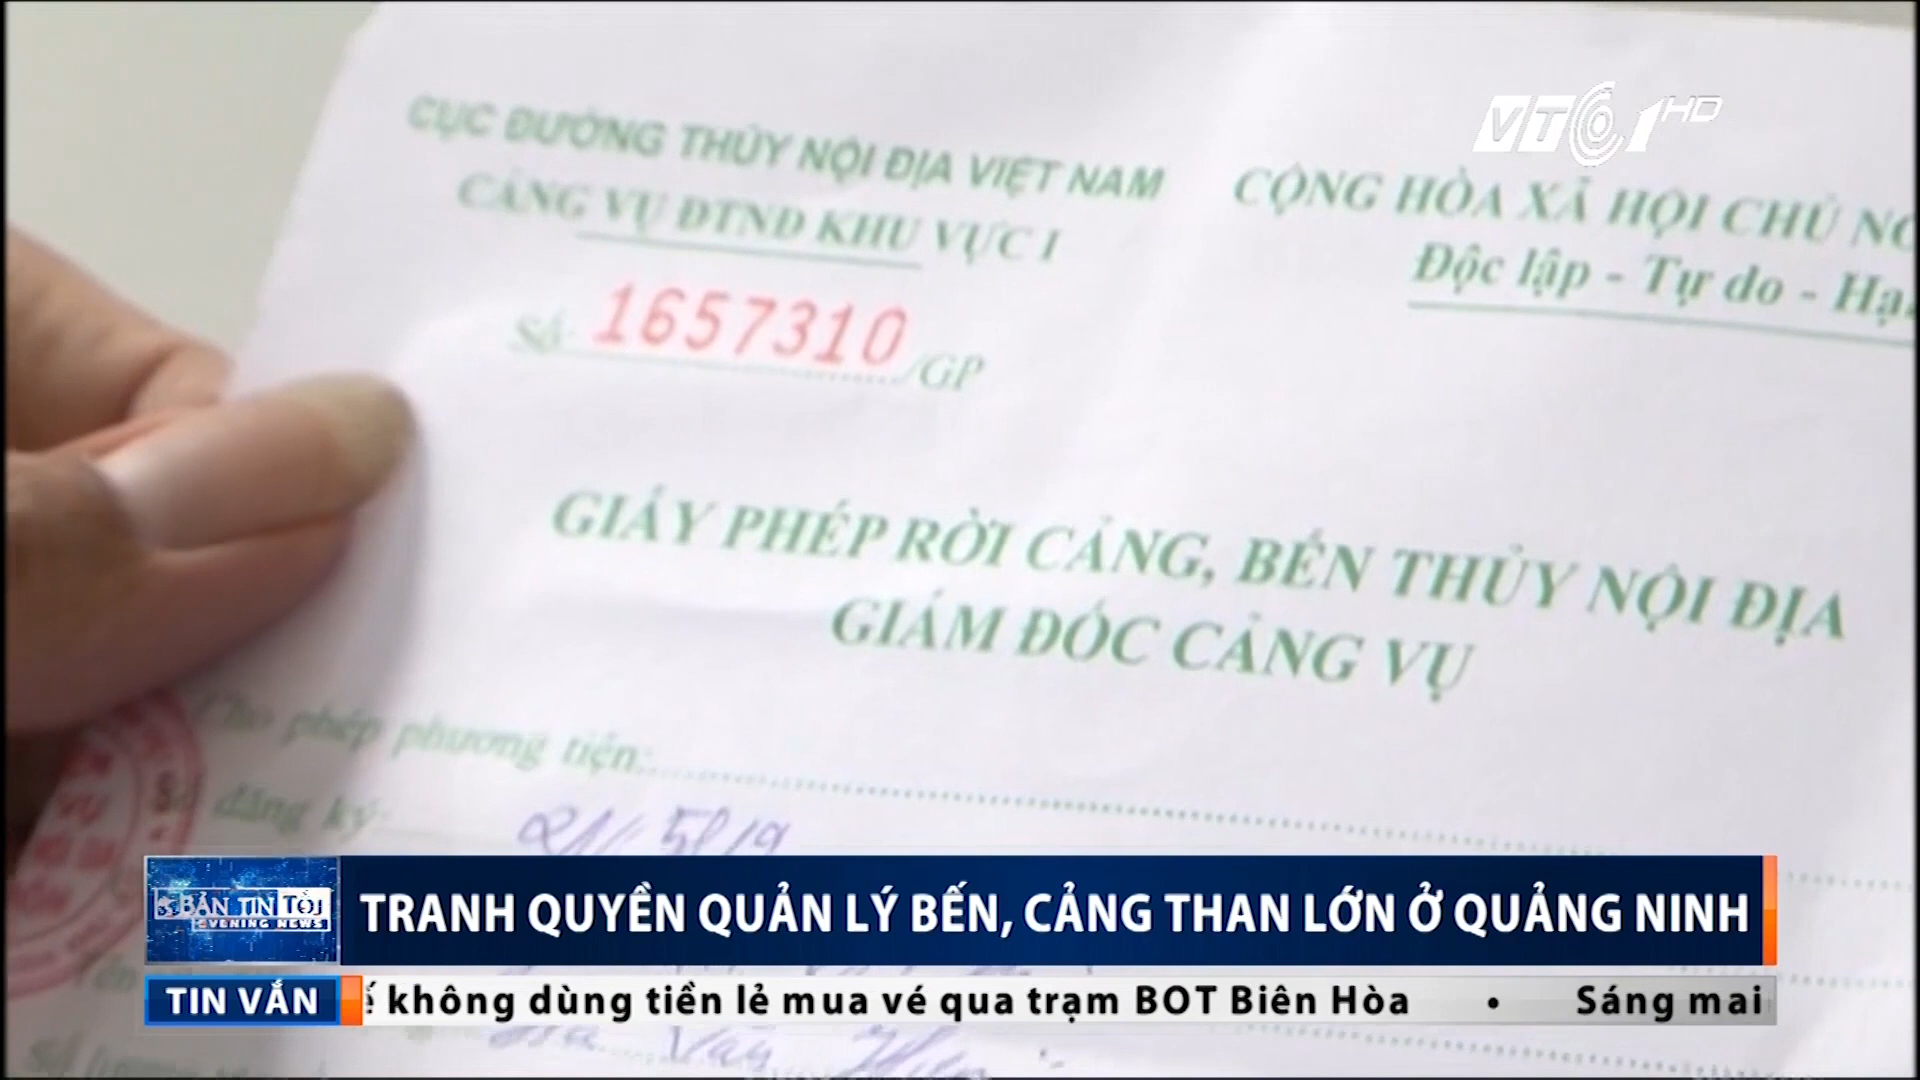 VTC1 HD
CỤC ĐƯỜNG THỦY NỘI ĐỊA VIỆT NAM
CẢNG VỤ ĐTNĐ KHU VỰC I
Số: 1657310/GP
CỘNG HÒA XÃ HỘI CHỦ
Độc lập - Tự do -
GIẤY PHÉP RỜI CẢNG, BẾN THỦY NỘI ĐỊA
GIÁM ĐỐC CẢNG VỤ
Cho phép phương tiện:
Số đăng ký:
BẢN TIN TỐI
EVENING NEWS
TRANH QUYỀN QUẢN LÝ BẾN, CẢNG THAN LỚN Ở QUẢNG NINH
TIN VẮN
không dùng tiền lẻ mua vé qua trạm BOT Biên Hòa • Sáng mai